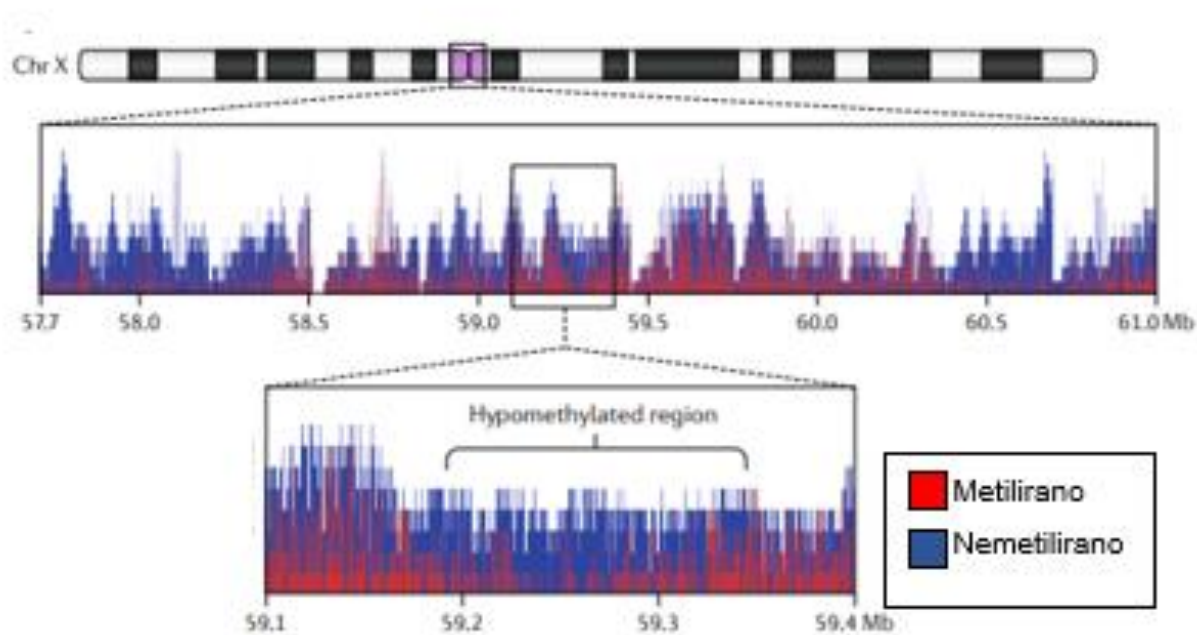 Chr X
57.7 58.0 58.5 59.0 59.5 60.0 60.5 61.0 Mb
Hypomethylated region
Metilirano
Nemetilirano
59.1 59.2 59.3 59.4 Mb